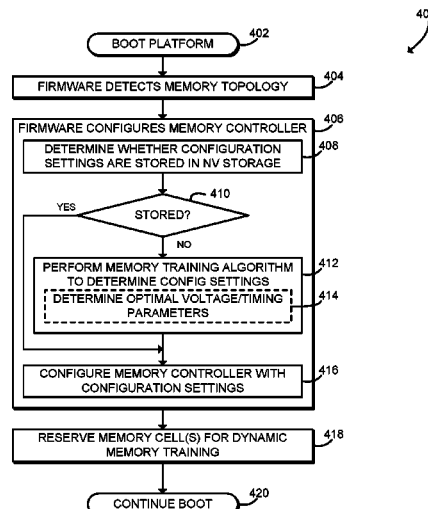 40
BOOT PLATFORM
402
FIRMWARE DETECTS MEMORY TOPOLOGY
404
FIRMWARE CONFIGURES MEMORY CONTROLLER
406
DETERMINE WHETHER CONFIGURATION
SETTINGS ARE STORED IN NV STORAGE
408
410
YES
STORED?
NO
PERFORM MEMORY TRAINING ALGORITHM
TO DETERMINE CONFIG SETTINGS
412
DETERMINE OPTIMAL VOLTAGE/TIMING
PARAMETERS
414
CONFIGURE MEMORY CONTROLLER WITH
CONFIGURATION SETTINGS
416
RESERVE MEMORY CELL(S) FOR DYNAMIC
MEMORY TRAINING
418
CONTINUE BOOT
420